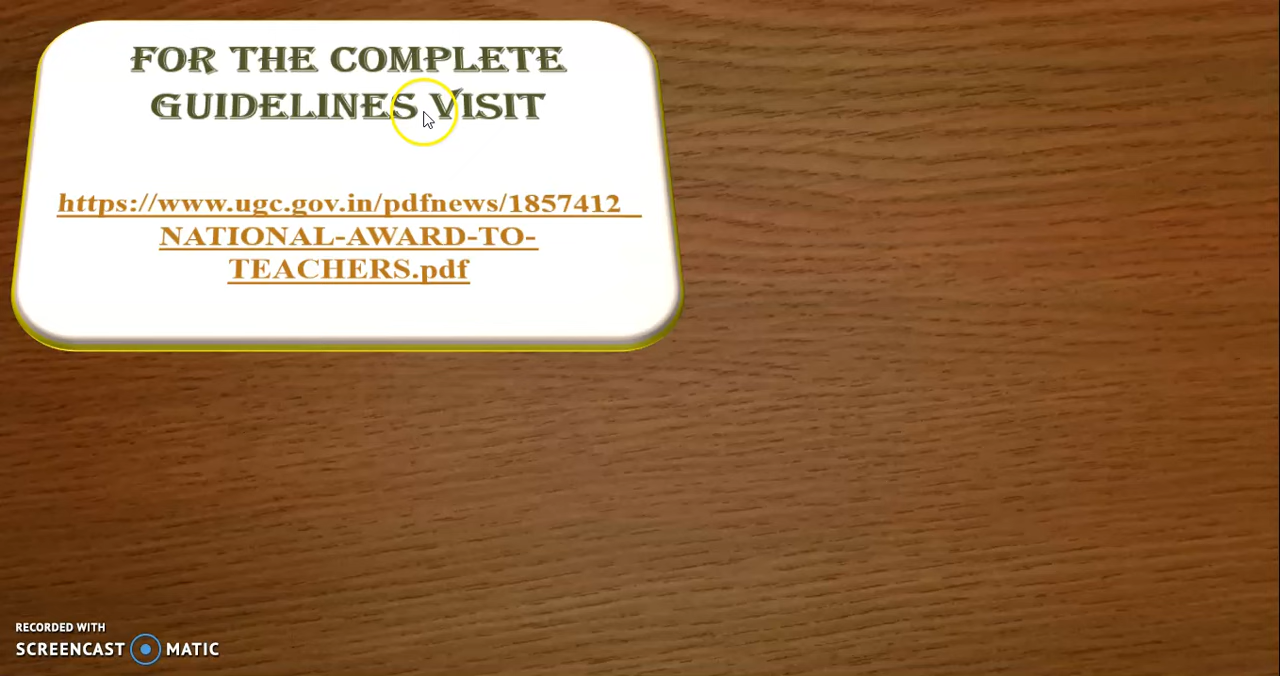 FOR THE COMPLETE
GUIDELINES VISIT
https://www.ugc.gov.in/pdfnews/1857412_
NATIONAL-AWARD-TO-
TEACHERS.pdf
RECORDED WITH
SCREENCAST MATIC